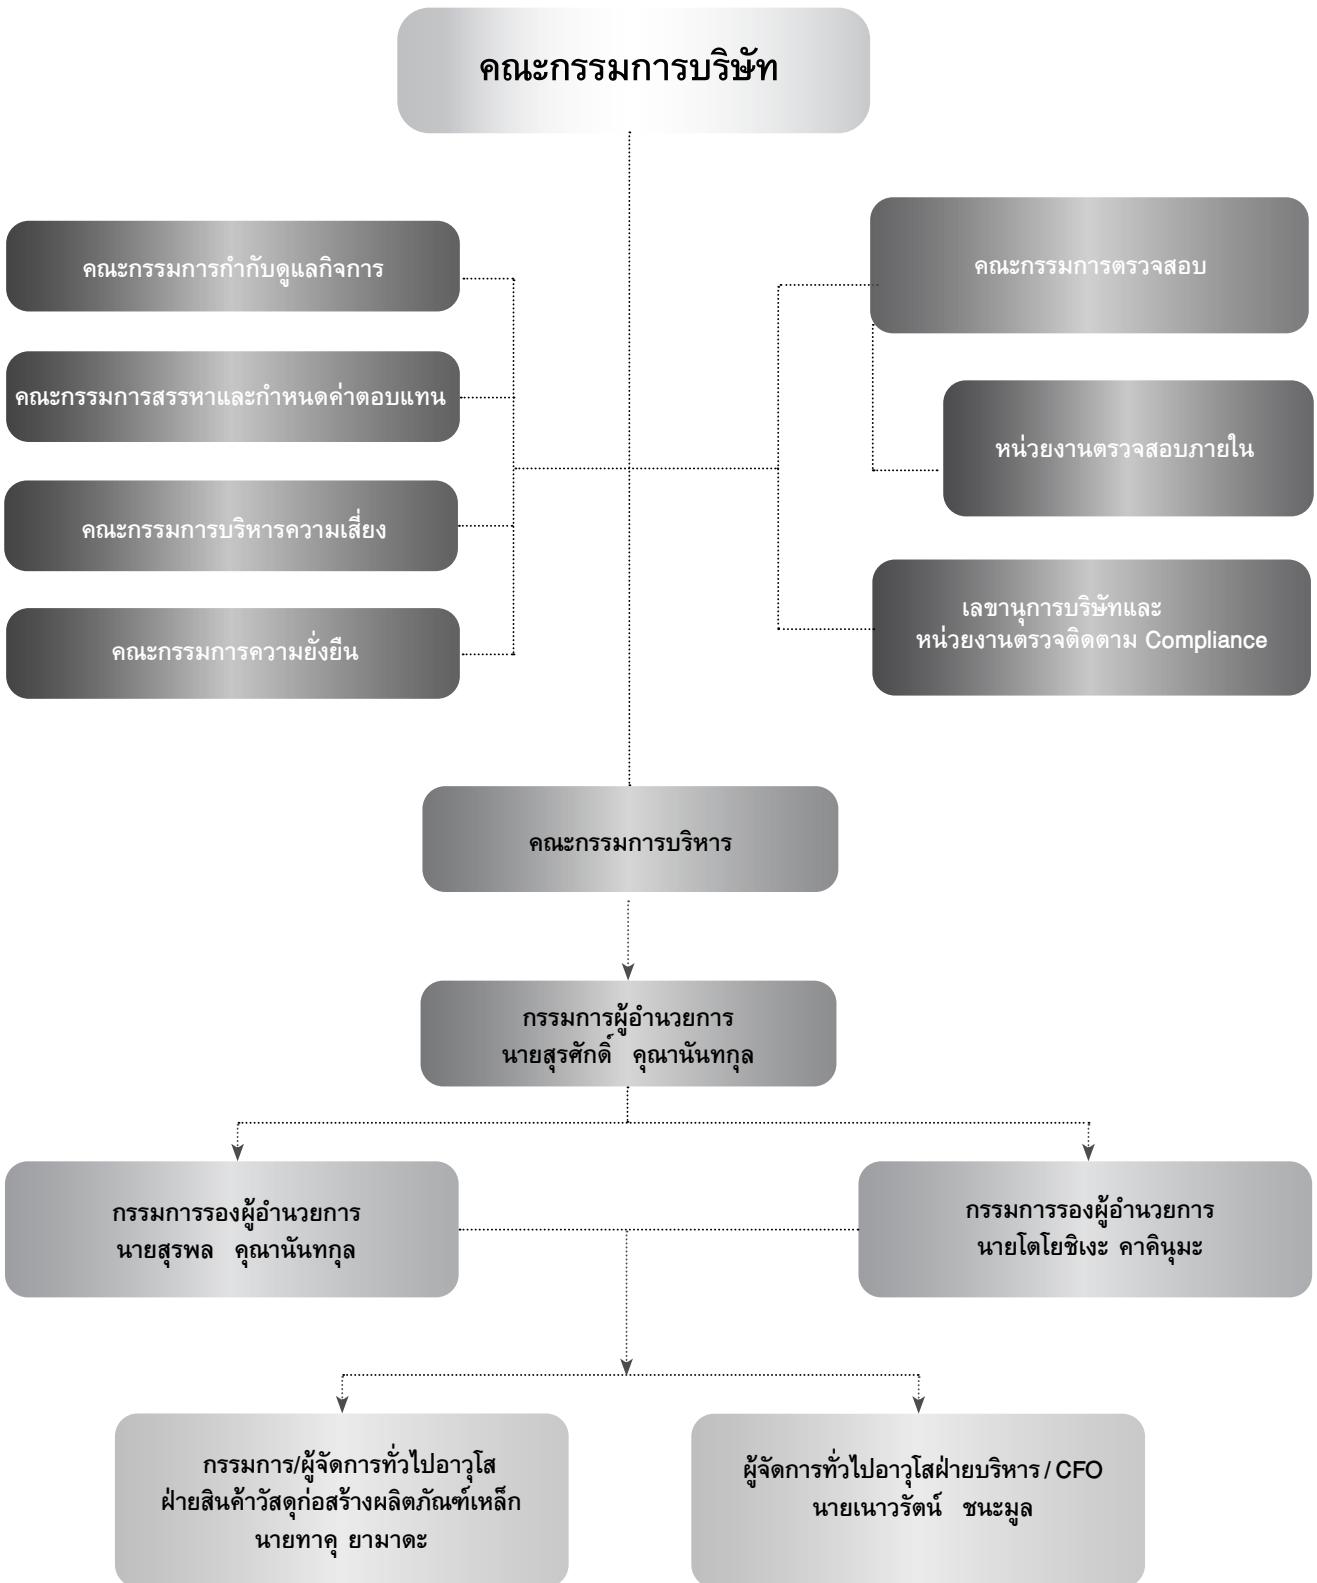 คณะกรรมการบริษัท
คณะกรรมการกำกับดูแลกิจการ
คณะกรรมการสรรหาและกำหนดค่าตอบแทน
คณะกรรมการบริหารความเสี่ยง
คณะกรรมการความยั่งยืน
คณะกรรมการตรวจสอบ
หน่วยงานตรวจสอบภายใน
เลขานุการบริษัทและ
หน่วยงานตรวจติดตาม Compliance
คณะกรรมการบริหาร
กรรมการผู้อำนวยการ
นายสุรศักดิ์ คุณานันทกุล
กรรมการรองผู้อำนวยการ
นายสุรพล คุณานันทกุล
กรรมการรองผู้อำนวยการ
นายโตโยชิเงะ คาคินุมะ
กรรมการ/ผู้จัดการทั่วไปอาวุโส
ฝ่ายสินค้าวัสดุก่อสร้างผลิตภัณฑ์เหล็ก
นายทาคุ ยามาดะ
ผู้จัดการทั่วไปอาวุโสฝ่ายบริหาร / CFO
นายเนาวรัตน์ ชนะมูล